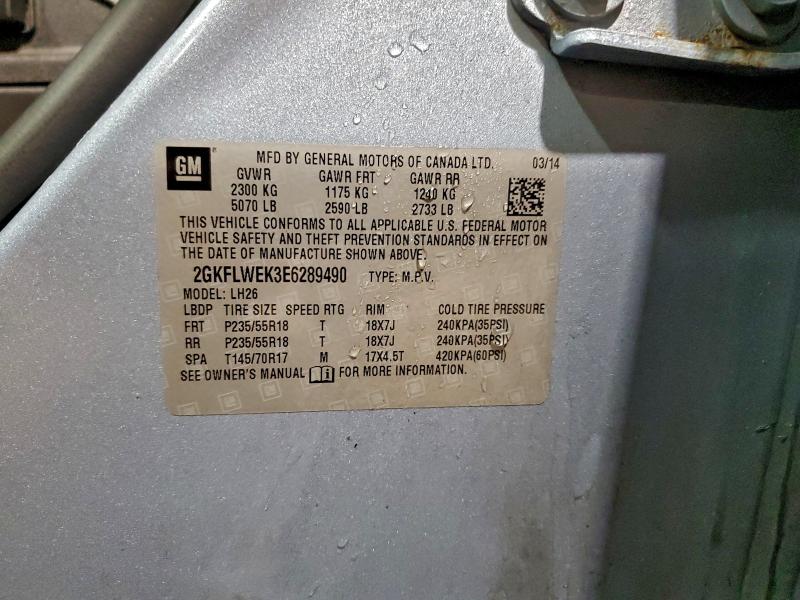 GM MFD BY GENERAL MOTORS OF CANADA LTD. 03/14
GVWR GAWR FRT GAWR RR
2300 KG 1175 KG 1240 KG
5070 LB 2590 LB 2733 LB
THIS VEHICLE CONFORMS TO ALL APPLICABLE U.S. FEDERAL MOTOR
VEHICLE SAFETY AND THEFT PREVENTION STANDARDS IN EFFECT ON
THE DATE OF MANUFACTURE SHOWN ABOVE.
2GKFLWEK3E6289490 TYPE: M.P.V.
MODEL: LH26
LBDP TIRE SIZE SPEED RTG RIM COLD TIRE PRESSURE
FRT P235/55R18 T 18X7J 240KPA(35PSI)
RR P235/55R18 T 18X7J 240KPA(35PSI)
SPA T145/70R17 M 17X4.5T 420KPA(60PSI)
SEE OWNER'S MANUAL FOR MORE INFORMATION.